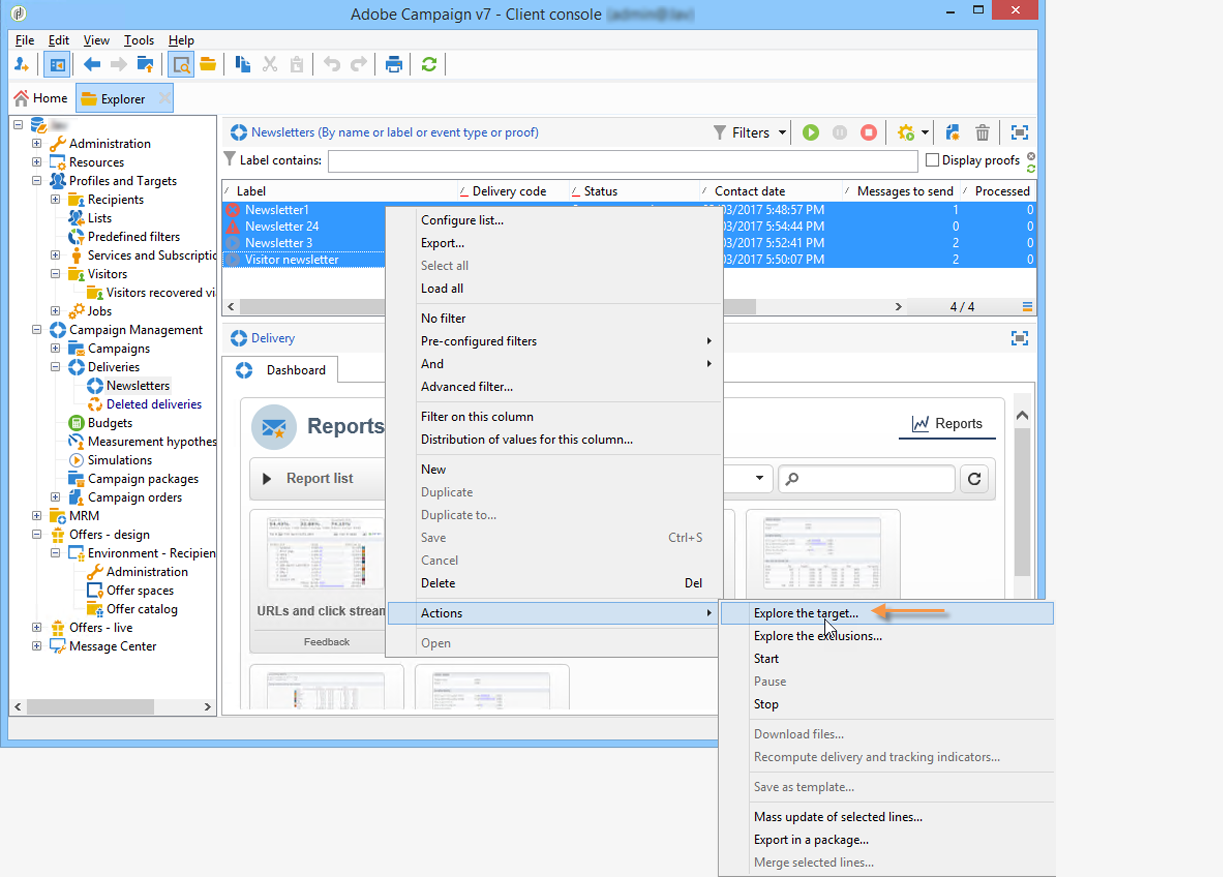 Adobe Campaign v7 - Client console
File Edit View Tools Help
Home Explorer
Administration
Resources
Profiles and Targets
Recipients
Lists
Predefined filters
Services and Subscriptic
Visitors
Visitors recovered vi
Jobs
Campaign Management
Campaigns
Deliveries
Newsletters
Deleted deliveries
Budgets
Measurement hypothes
Simulations
Campaign packages
Campaign orders
MRM
Offers - design
Environment - Recipien
Administration
Offer spaces
Offer catalog
Offers - live
Message Center
Newsletters (By name or label or event type or proof) Filters
Label contains: Display proofs
Label Delivery code Status Contact date Messages to send Processed
Newsletter1 03/2017 5:48:57 PM 1 0
Newsletter 24 03/2017 5:54:44 PM 0 0
Newsletter 3 03/2017 5:52:41 PM 2 0
Visitor newsletter 03/2017 5:50:07 PM 2 0
4 / 4
Delivery
Dashboard
Reports Reports
Report list
URLs and click strean
Feedback
Configure list...
Export...
Select all
Load all
No filter
Pre-configured filters
And
Advanced filter...
Filter on this column
Distribution of values for this column...
New
Duplicate
Duplicate to...
Save Ctrl+S
Cancel
Delete Del
Actions
Open
Explore the target...
Explore the exclusions...
Start
Pause
Stop
Download files...
Recompute delivery and tracking indicators...
Save as template...
Mass update of selected lines...
Export in a package...
Merge selected lines...